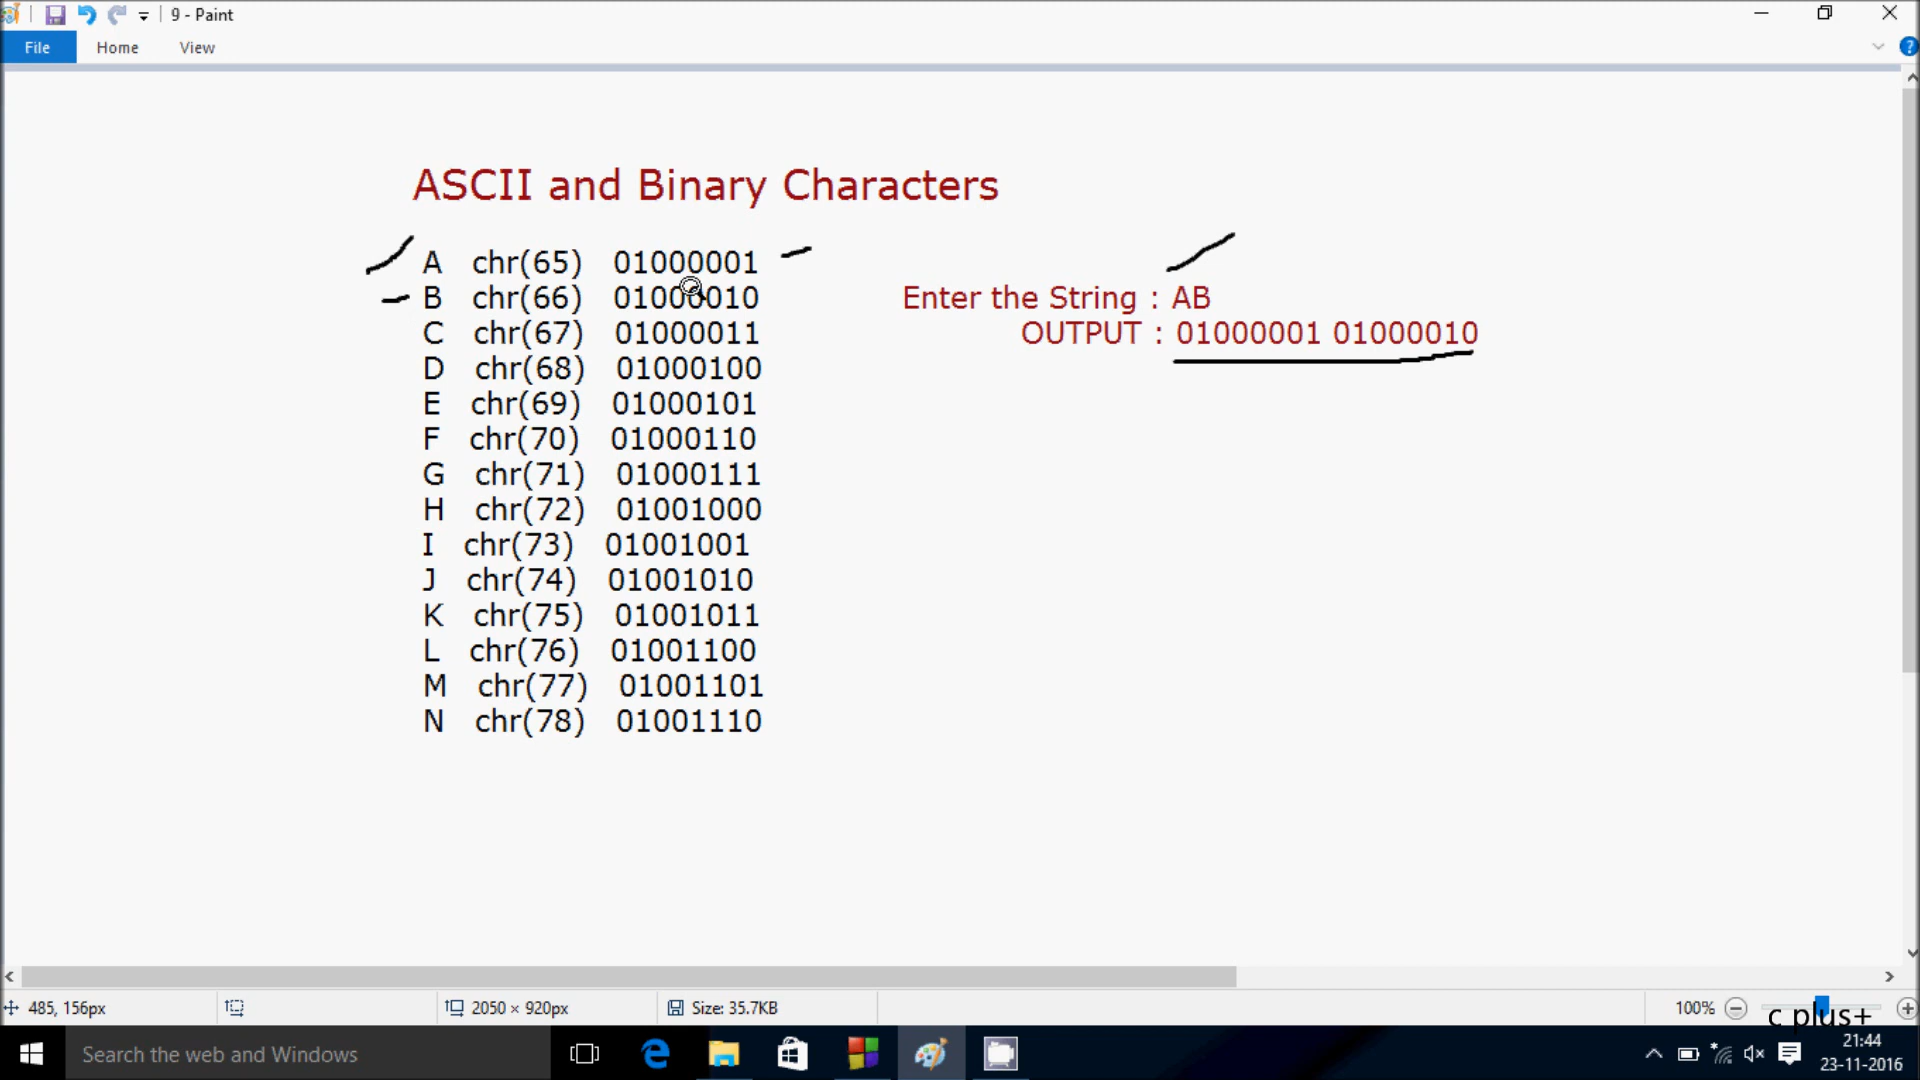 9 - Paint
File Home View
ASCII and Binary Characters
A chr(65) 01000001
B chr(66) 01000010
C chr(67) 01000011
D chr(68) 01000100
E chr(69) 01000101
F chr(70) 01000110
G chr(71) 01000111
H chr(72) 01001000
I chr(73) 01001001
J chr(74) 01001010
K chr(75) 01001011
L chr(76) 01001100
M chr(77) 01001101
N chr(78) 01001110
Enter the String : AB
OUTPUT : 01000001 01000010
485, 156px 2050 × 920px Size: 35.7KB 100%
c plus+
Search the web and Windows
21:44
23-11-2016